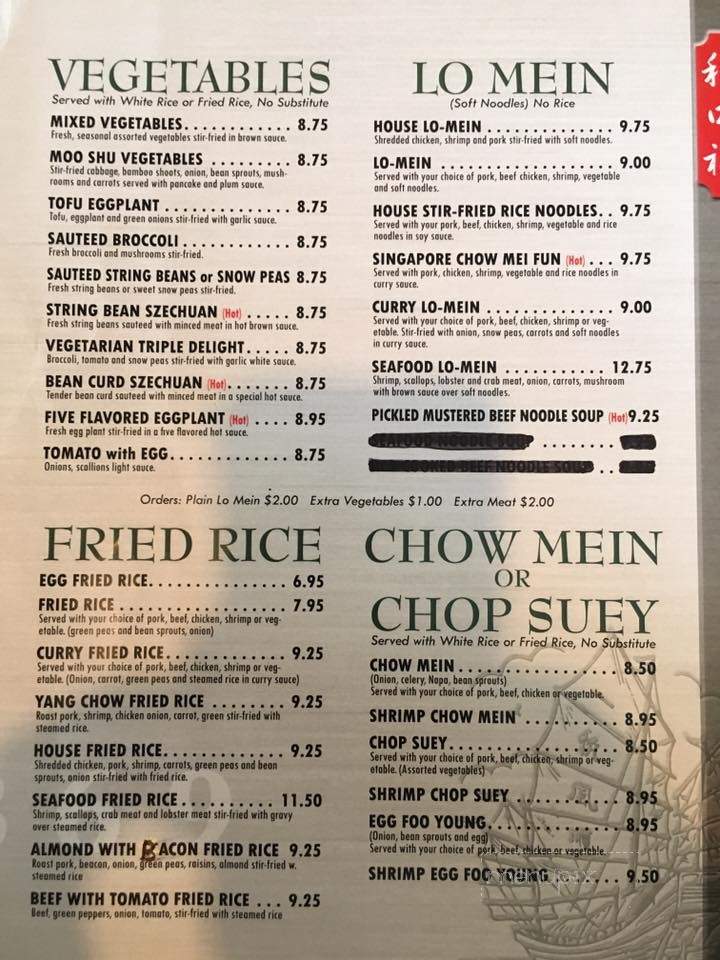 VEGETABLES
Served with White Rice or Fried Rice, No Substitute
MIXED VEGETABLES............ 8.75
Fresh, seasonal assorted vegetables stir-fried in brown sauce.
MOO SHU VEGETABLES ......... 8.75
Stir-fried cabbage, bamboo shoots, onion, bean sprouts, mush-
rooms and carrots served with pancake and plum sauce.
TOFU EGGPLANT ............. 8.75
Tofu, eggplant and green onions stir-fried with garlic sauce.
SAUTEED BROCCOLI ............ 8.75
Fresh broccoli and mushrooms stir-fried.
SAUTEED STRING BEANS or SNOW PEAS 8.75
Fresh string beans or sweet snow peas stir-fried.
STRING BEAN SZECHUAN (Hot) ..... 8.75
Fresh string beans sauteed with minced meat in hot brown sauce.
VEGETARIAN TRIPLE DELIGHT..... 8.75
Broccoli, tomato and snow peas stir-fried with garlic white sauce.
BEAN CURD SZECHUAN (Hot)....... 8.75
Tender bean curd sauteed with minced meat in a special hot sauce.
FIVE FLAVORED EGGPLANT (Hot) .... 8.95
Fresh egg plant stir-fried in a five flavored hot sauce.
TOMATO with EGG............. 8.75
Onions, scallions light sauce.
LO MEIN
(Soft Noodles) No Rice
HOUSE LO-MEIN ............. 9.75
Shredded chicken, shrimp and pork stir-fried with soft noodles.
LO-MEIN .................. 9.00
Served with your choice of pork, beef chicken, shrimp, vegetable
and soft noodles.
HOUSE STIR-FRIED RICE NOODLES.. 9.75
Served with your pork, beef, chicken, shrimp, vegetable and rice
noodles in soy sauce.
SINGAPORE CHOW MEI FUN (Hot) ... 9.75
Served with pork, chicken, shrimp, vegetable and rice noodles in
curry sauce.
CURRY LO-MEIN ............. 9.00
Served with your choice of pork, beef, chicken, shrimp or veg-
etable. Stir-fried with onion, snow peas, carrots and soft noodles
in curry sauce.
SEAFOOD LO-MEIN ........... 12.75
Shrimp, scallops, lobster and crab meat, onion, carrots, mushroom
with brown sauce over soft noodles.
PICKLED MUSTERED BEEF NOODLE SOUP (Hot)9.25
Orders: Plain Lo Mein $2.00 Extra Vegetables $1.00 Extra Meat $2.00
FRIED RICE
EGG FRIED RICE............... 6.95
FRIED RICE .................. 7.95
Served with your choice of pork, beef, chicken, shrimp or veg-
etable. (green peas and bean sprouts, onion)
CURRY FRIED RICE............. 9.25
Served with your choice of pork, beef, chicken, shrimp or veg-
etable. (Onion, carrot, green peas and steamed rice in curry sauce)
YANG CHOW FRIED RICE ........ 9.25
Roast pork, shrimp, chicken onion, carrot, green stir-fried with
steamed rice.
HOUSE FRIED RICE............. 9.25
Shredded chicken, pork, shrimp, carrots, green peas and bean
sprouts, onion stir-fried with fried rice.
SEAFOOD FRIED RICE .......... 11.50
Shrimp, scallops, crab meat and lobster meat stir-fried with gravy
over steamed rice.
ALMOND WITH BACON FRIED RICE 9.25
Roast pork, beacon, onion, green peas, raisins, almond stir-fried w.
steamed rice
BEEF WITH TOMATO FRIED RICE ... 9.25
Beef, green peppers, onion, tomato, stir-fried with steamed rice
CHOW MEIN
OR
CHOP SUEY
Served with White Rice or Fried Rice, No Substitute
CHOW MEIN.................. 8.50
(Onion, celery, Napa, bean sprouts)
Served with your choice of pork, beef, chicken or vegetable.
SHRIMP CHOW MEIN .......... 8.95
CHOP SUEY.................. 8.50
Served with your choice of pork, beef, chicken, shrimp or veg-
etable. (Assorted vegetables)
SHRIMP CHOP SUEY ........... 8.95
EGG FOO YOUNG.............. 8.95
(Onion, bean sprouts and egg)
Served with your choice of pork, beef, chicken or vegetable.
SHRIMP EGG FOO YOUNG ....... 9.50